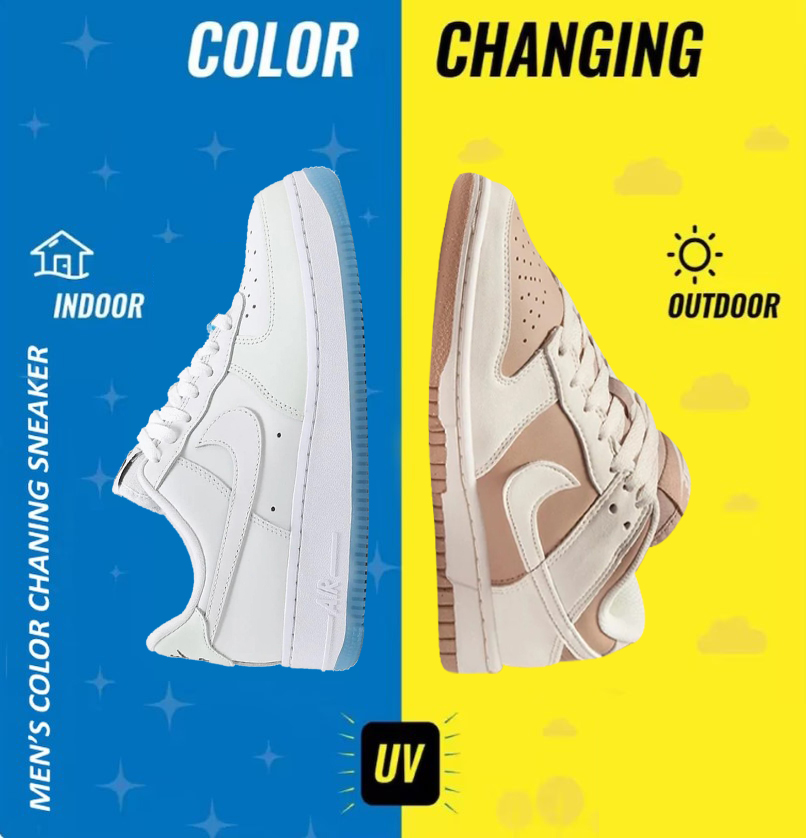 COLOR CHANGING
INDOOR
OUTDOOR
MEN'S COLOR CHANING SNEAKER
AIR
UV